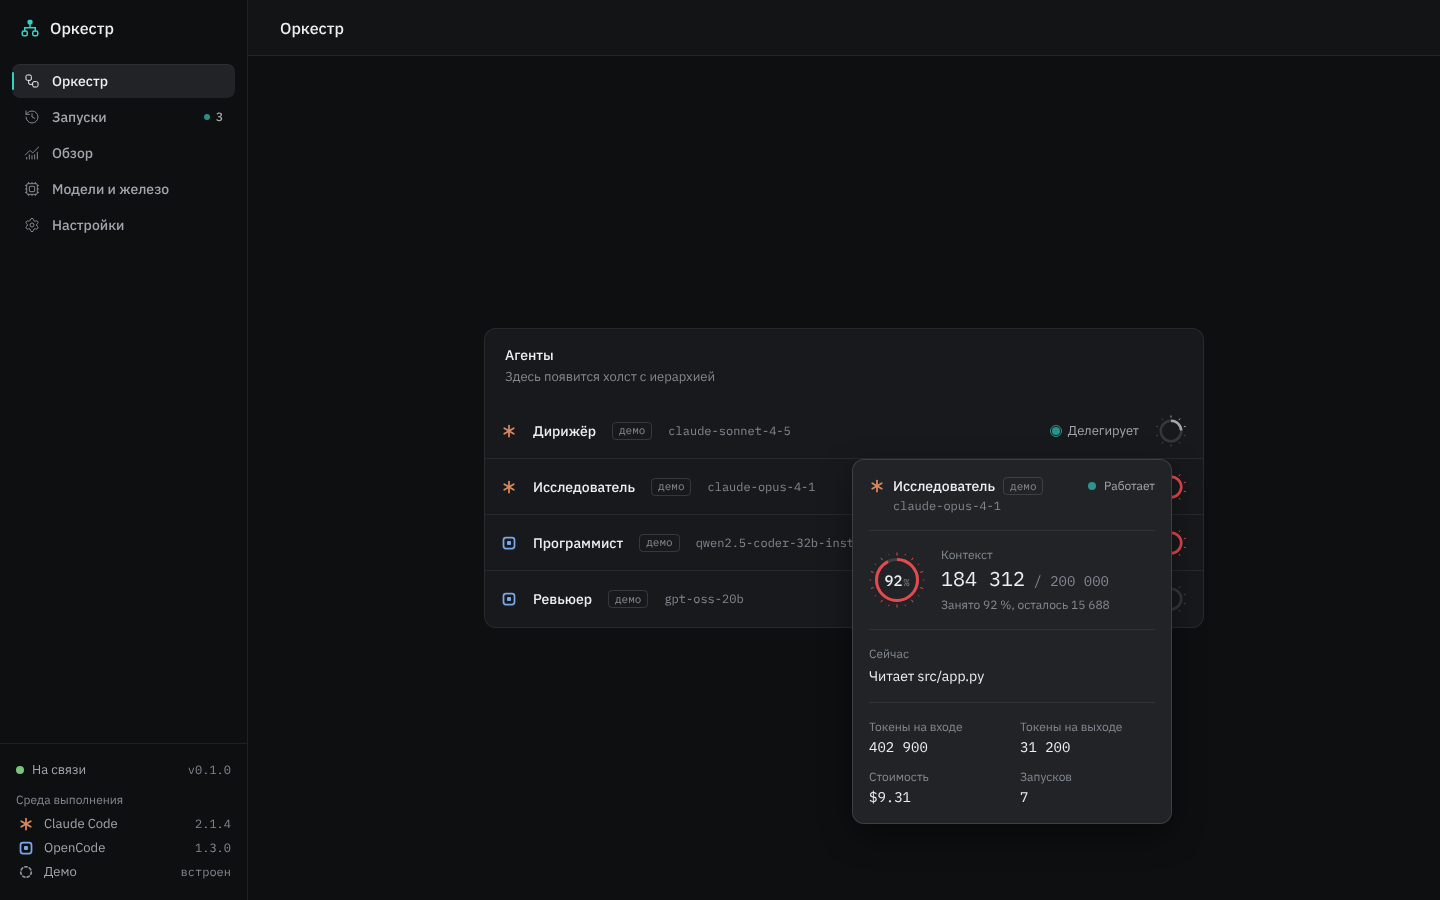 Оркестр
Оркестр
Запуски 3
Обзор
Модели и железо
Настройки
На связи v0.1.0
Среда выполнения
Claude Code 2.1.4
OpenCode 1.3.0
Демо встроен
Оркестр
Агенты
Здесь появится холст с иерархией
Дирижёр демо claude-sonnet-4-5 Делегирует
Исследователь демо claude-opus-4-1
Программист демо qwen2.5-coder-32b-inst
Ревьюер демо gpt-oss-20b
Исследователь демо Работает
claude-opus-4-1
Контекст
92% 184 312 / 200 000
Занято 92 %, осталось 15 688
Сейчас
Читает src/app.py
Токены на входе Токены на выходе
402 900 31 200
Стоимость Запусков
$9.31 7